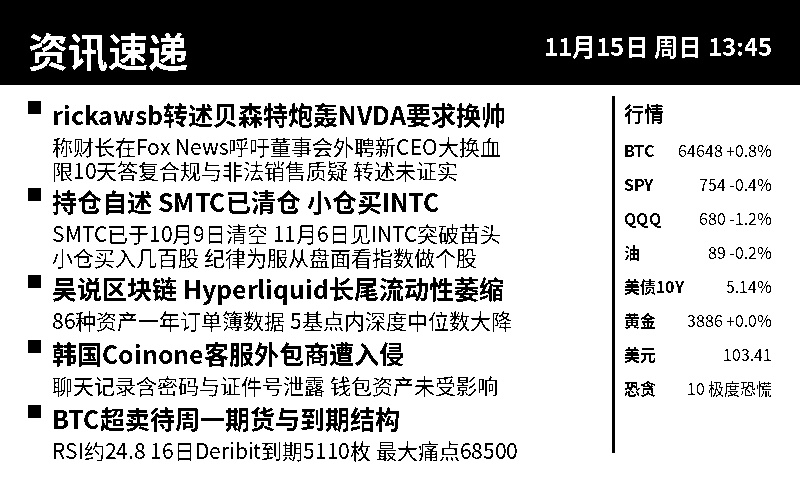 资讯速递
11月15日 周日 13:45
rickawsb转述贝森特炮轰NVDA要求换帅
称财长在Fox News呼吁董事会外聘新CEO大换血
限10天答复合规与非法销售质疑 转述未证实
持仓自述 SMTC已清仓 小仓买INTC
SMTC已于10月9日清空 11月6日见INTC突破苗头
小仓买入几百股 纪律为服从盘面看指数做个股
吴说区块链 Hyperliquid长尾流动性萎缩
86种资产一年订单簿数据 5基点内深度中位数大降
韩国Coinone客服外包商遭入侵
聊天记录含密码与证件号泄露 钱包资产未受影响
BTC超卖待周一期货与到期结构
RSI约24.8 16日Deribit到期5110枚 最大痛点68500
行情
BTC 64648 +0.8%
SPY 754 -0.4%
QQQ 680 -1.2%
油 89 -0.2%
美债10Y 5.14%
黄金 3886 +0.0%
美元 103.41
恐贪 10 极度恐慌